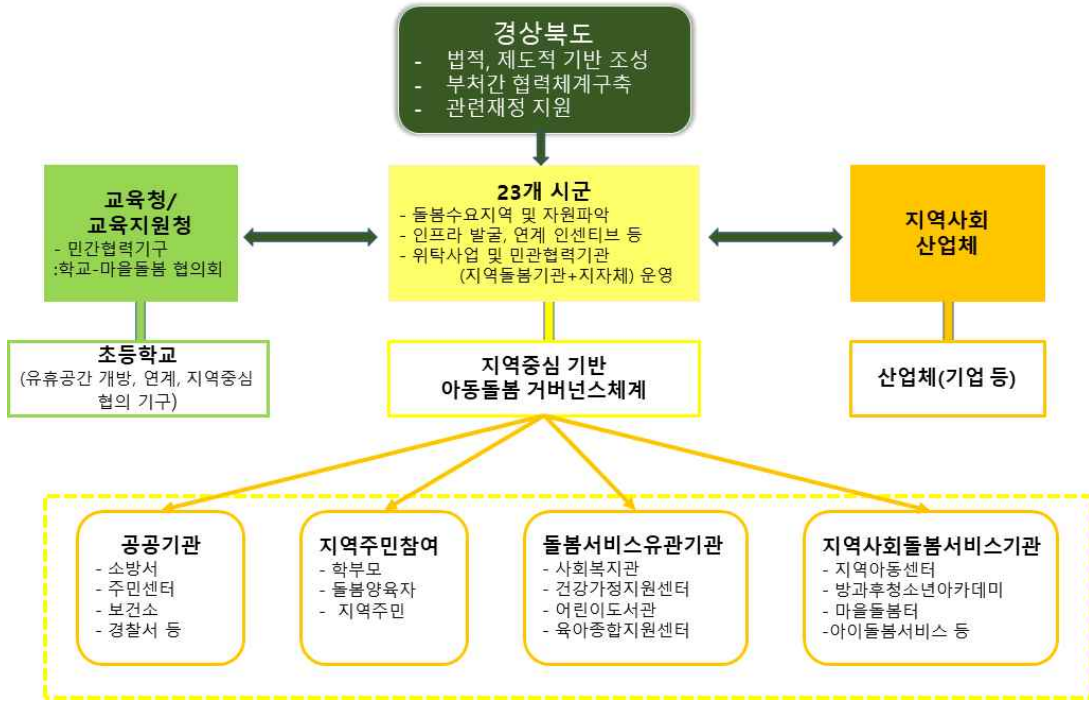 경상북도
- 법적, 제도적 기반 조성
- 부처간 협력체계구축
- 관련재정 지원
교육청/
교육지원청
- 민간협력기구
:학교-마을돌봄 협의회
23개 시군
- 돌봄수요지역 및 자원파악
- 인프라 발굴, 연계 인센티브 등
- 위탁사업 및 민관협력기관
(지역돌봄기관+지자체) 운영
지역사회
산업체
초등학교
(유휴공간 개방, 연계, 지역중심
협의 기구)
지역중심 기반
아동돌봄 거버넌스체계
산업체(기업 등)
공공기관
- 소방서
- 주민센터
- 보건소
- 경찰서 등
지역주민참여
- 학부모
- 돌봄양육자
- 지역주민
돌봄서비스유관기관
- 사회복지관
- 건강가정지원센터
- 어린이도서관
- 육아종합지원센터
지역사회돌봄서비스기관
- 지역아동센터
- 방과후청소년아카데미
- 마을돌봄터
-아이돌봄서비스 등